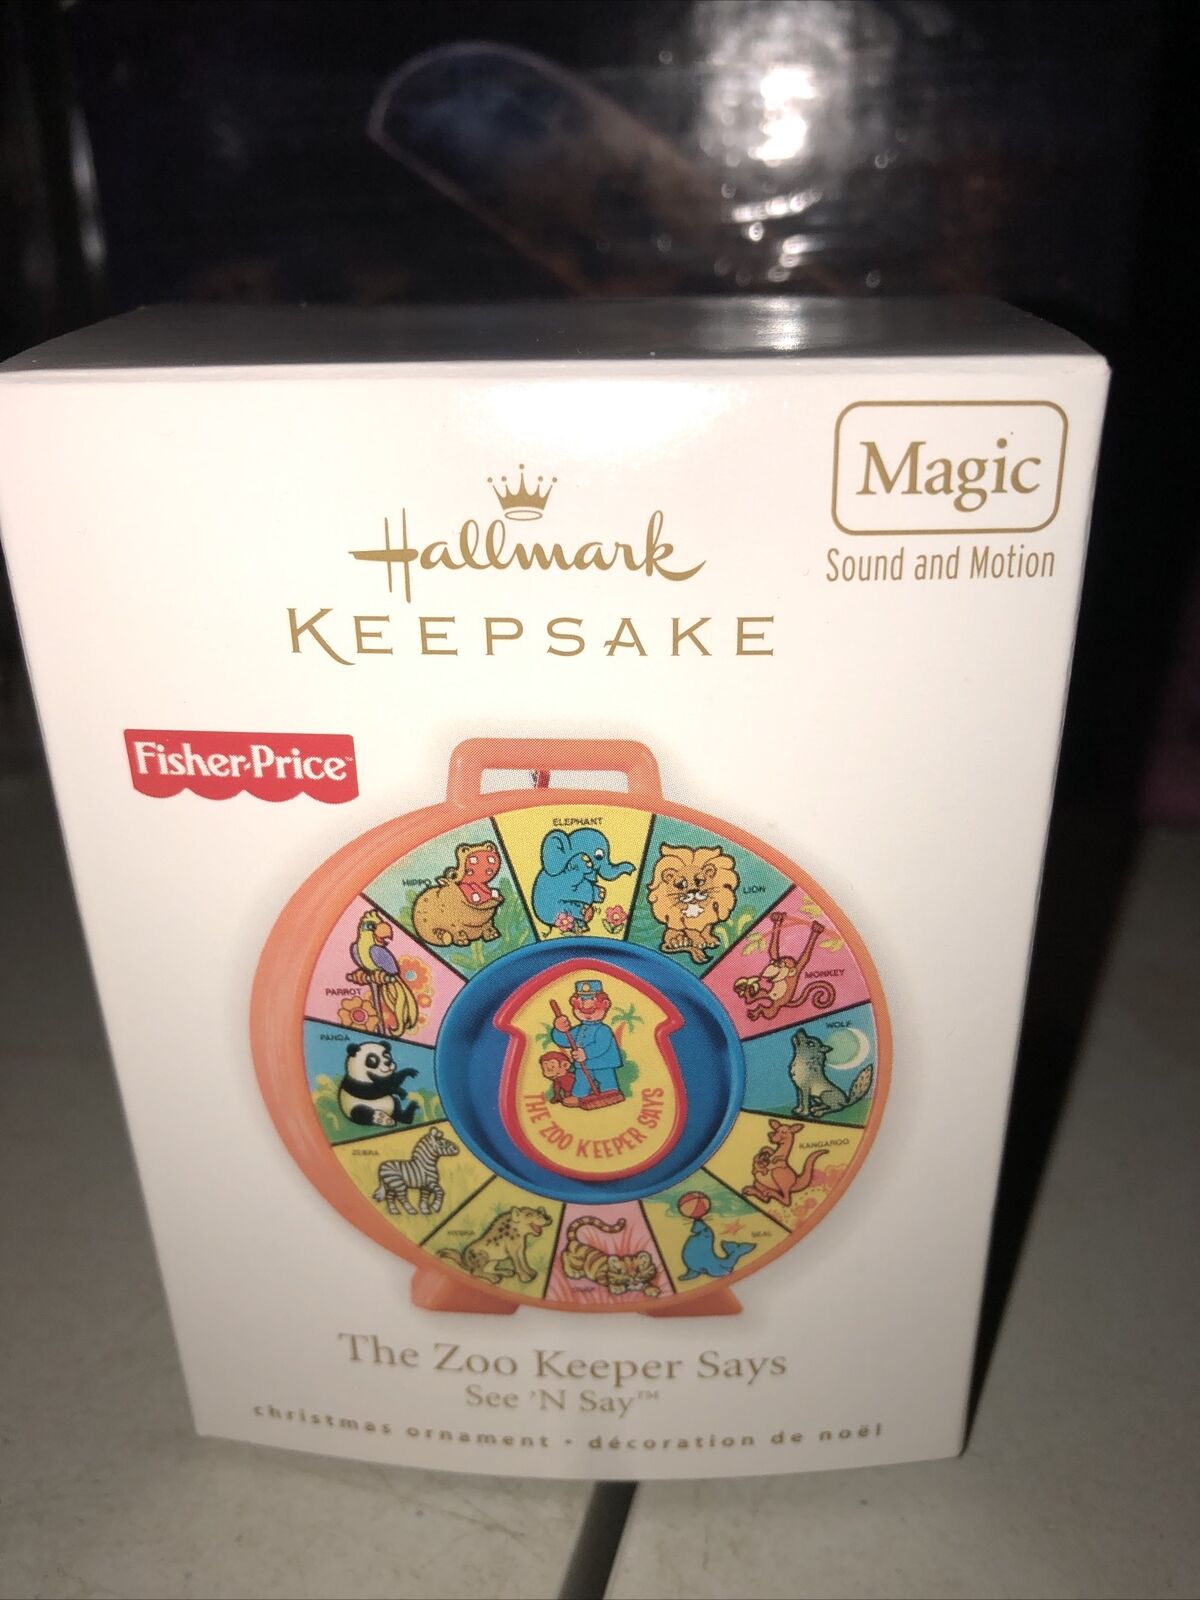 Magic
Sound and Motion
Hallmark
KEEPSAKE
Fisher-Price
ELEPHANT
HIPPO
LION
MONKEY
PARROT
WOLF
PANDA
THE ZOO KEEPER SAYS
KANGAROO
ZEBRA
SEAL
HYENA
The Zoo Keeper Says
See 'N Say™
christmas ornament • décoration de noël